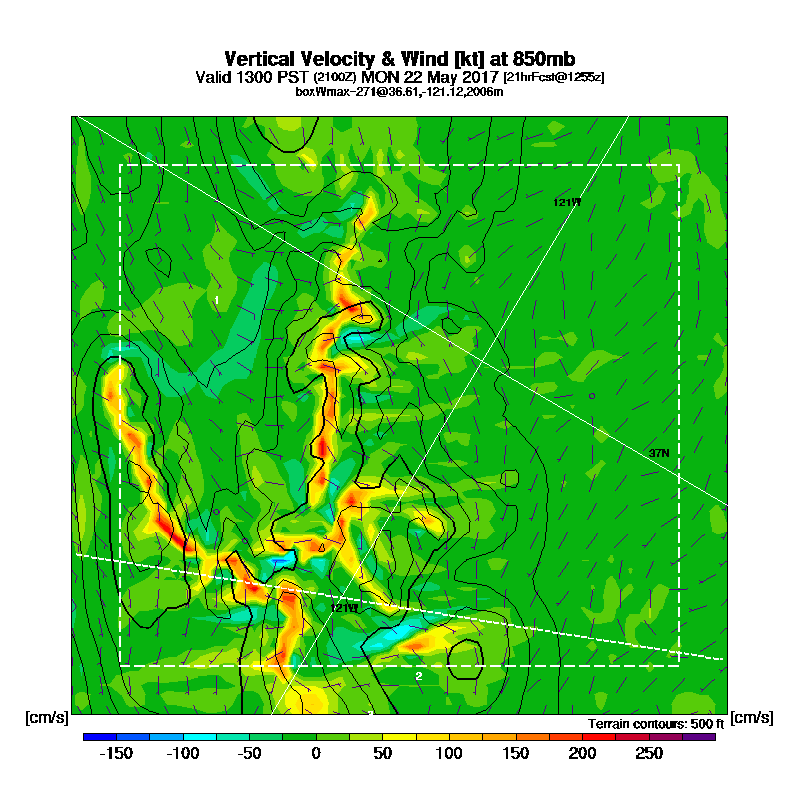 Vertical Velocity & Wind [kt] at 850mb
Valid 1300 PST (2100Z) MON 22 May 2017 [21hrFcst@1255z]
boxWmax=271@36.61,-121.12,2006m
121W
1
37N
121W
2
[cm/s]
Terrain contours: 500 ft
[cm/s]
-150 -100 -50 0 50 100 150 200 250